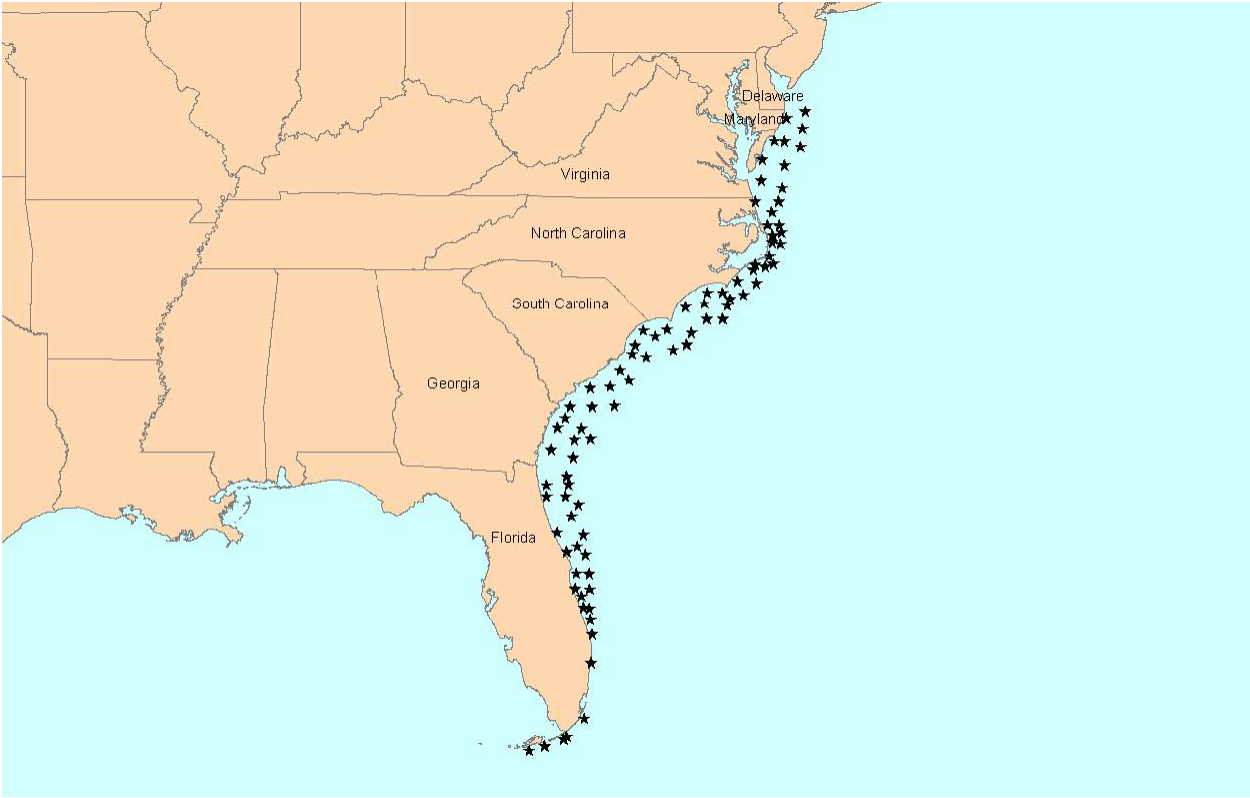 Delaware
Maryland
Virginia
North Carolina
South Carolina
Georgia
Florida